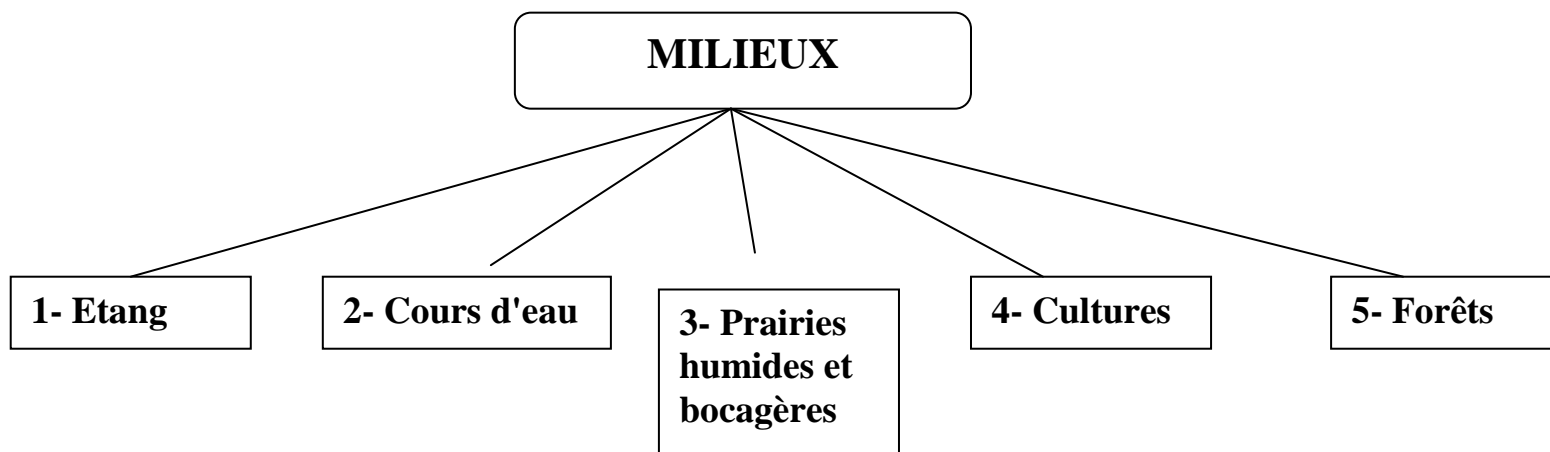 MILIEUX
1- Etang
2- Cours d'eau
3- Prairies
humides et
bocagères
4- Cultures
5- Forêts